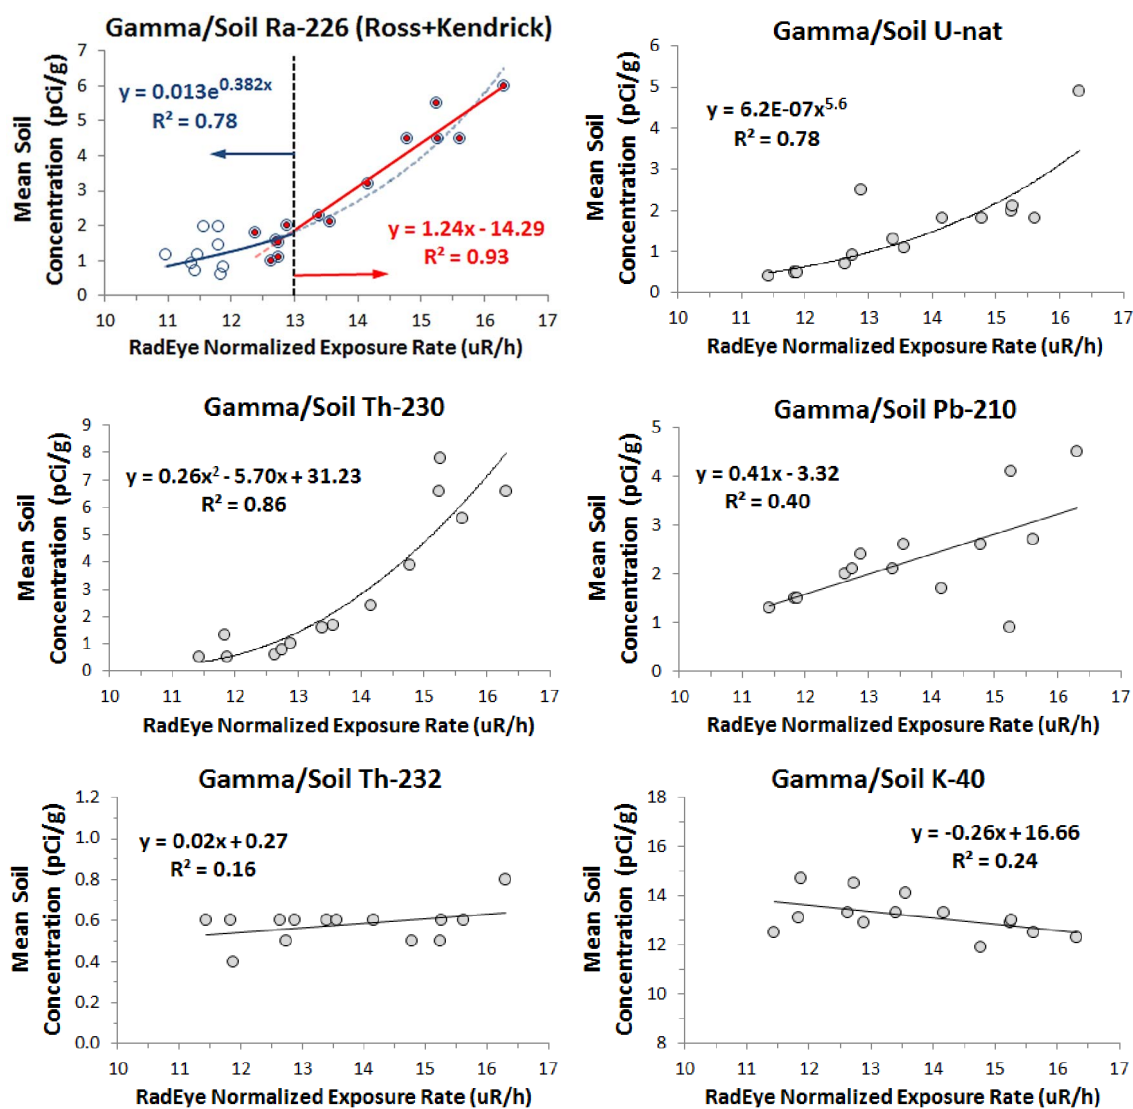 Gamma/Soil Ra-226 (Ross+Kendrick)
Mean Soil
Concentration (pCi/g)
7
6
5
4
3
2
1
0
y = 0.013e^0.382x
R² = 0.78
y = 1.24x - 14.29
R² = 0.93
10 11 12 13 14 15 16 17
RadEye Normalized Exposure Rate (uR/h)
Gamma/Soil U-nat
Mean Soil
Concentration (pCi/g)
6
5
4
3
2
1
0
y = 6.2E-07x^5.6
R² = 0.78
10 11 12 13 14 15 16 17
RadEye Normalized Exposure Rate (uR/h)
Gamma/Soil Th-230
Mean Soil
Concentration (pCi/g)
9
8
7
6
5
4
3
2
1
0
y = 0.26x² - 5.70x + 31.23
R² = 0.86
10 11 12 13 14 15 16 17
RadEye Normalized Exposure Rate (uR/h)
Gamma/Soil Pb-210
Mean Soil
Concentration (pCi/g)
5
4
3
2
1
0
y = 0.41x - 3.32
R² = 0.40
10 11 12 13 14 15 16 17
RadEye Normalized Exposure Rate (uR/h)
Gamma/Soil Th-232
Mean Soil
Concentration (pCi/g)
1.2
1.0
0.8
0.6
0.4
0.2
0.0
y = 0.02x + 0.27
R² = 0.16
10 11 12 13 14 15 16 17
RadEye Normalized Exposure Rate (uR/h)
Gamma/Soil K-40
Mean Soil
Concentration (pCi/g)
18
16
14
12
10
8
y = -0.26x + 16.66
R² = 0.24
10 11 12 13 14 15 16 17
RadEye Normalized Exposure Rate (uR/h)